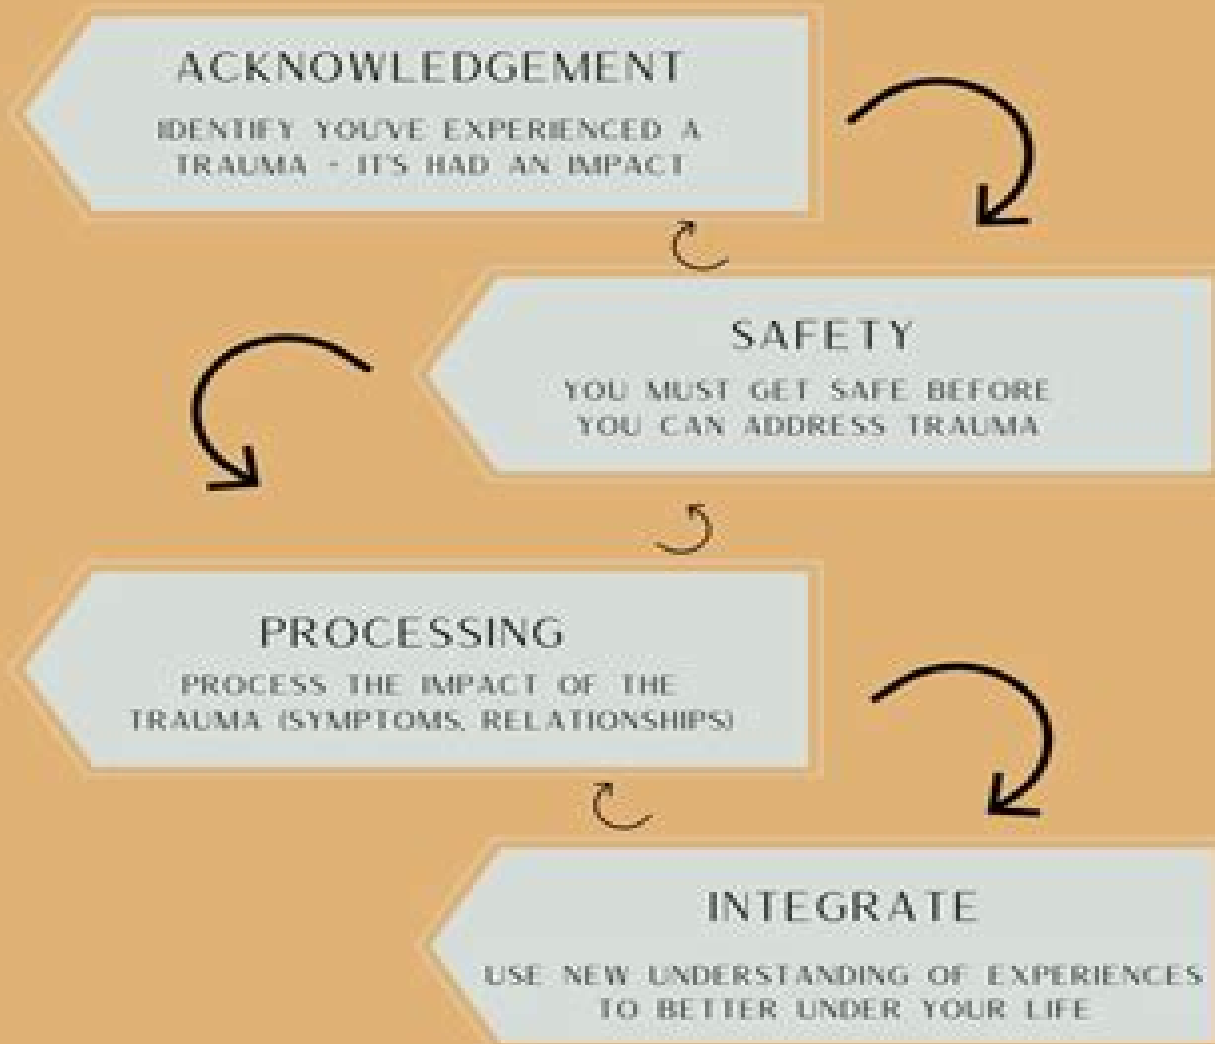 ACKNOWLEDGEMENT
IDENTIFY YOU'VE EXPERIENCED A
TRAUMA - IT'S HAD AN IMPACT
SAFETY
YOU MUST GET SAFE BEFORE
YOU CAN ADDRESS TRAUMA
PROCESSING
PROCESS THE IMPACT OF THE
TRAUMA (SYMPTOMS, RELATIONSHIPS)
INTEGRATE
USE NEW UNDERSTANDING OF EXPERIENCES
TO BETTER UNDER YOUR LIFE